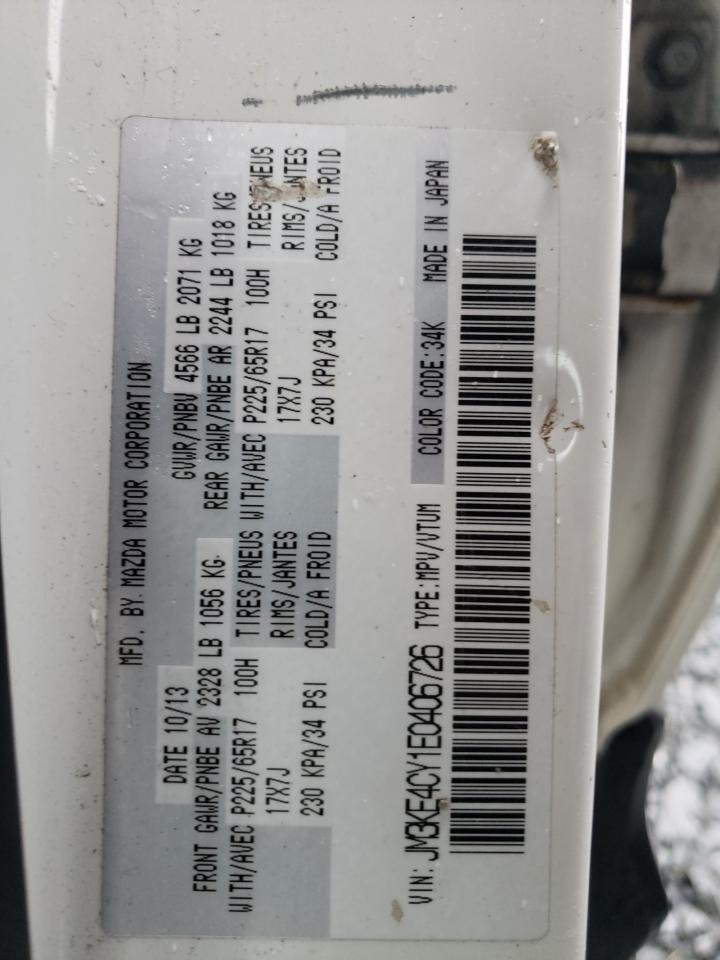 MFD. BY MAZDA MOTOR CORPORATION
DATE 10/13 GVWR/PNBV 4566 LB 2071 KG
FRONT GAWR/PNBE AV 2328 LB 1056 KG REAR GAWR/PNBE AR 2244 LB 1018 KG
WITH/AVEC P225/65R17 100H TIRES/PNEUS WITH/AVEC P225/65R17 100H TIRES/PNEUS
17X7J RIMS/JANTES 17X7J RIMS/JANTES
230 KPA/34 PSI COLD/A FROID 230 KPA/34 PSI COLD/A FROID
VIN: JM3KE4CY1E0406726 TYPE:MPV/VTUM COLOR CODE:34K MADE IN JAPAN